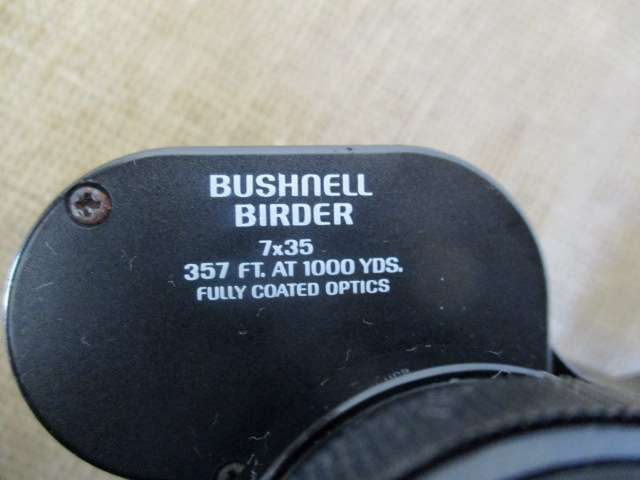 BUSHNELL
BIRDER
7x35
357 FT. AT 1000 YDS.
FULLY COATED OPTICS